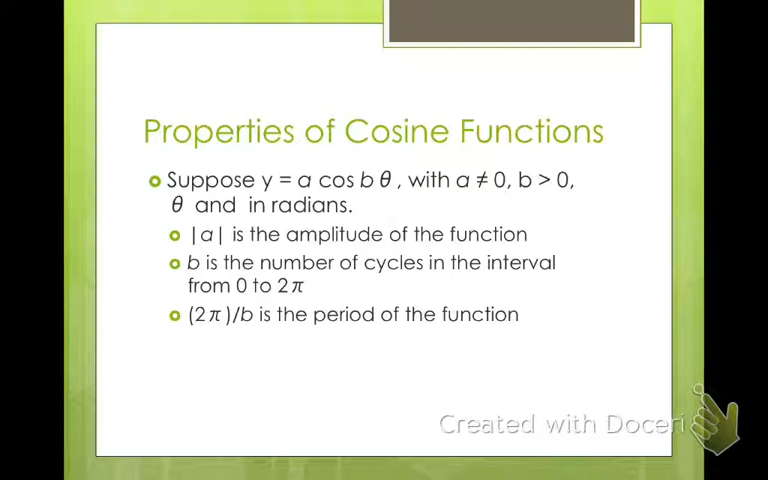 Properties of Cosine Functions
Suppose y = a cos b θ , with a ≠ 0, b > 0,
θ and in radians.
|a| is the amplitude of the function
b is the number of cycles in the interval
from 0 to 2π
(2π)/b is the period of the function
Created with Doceri